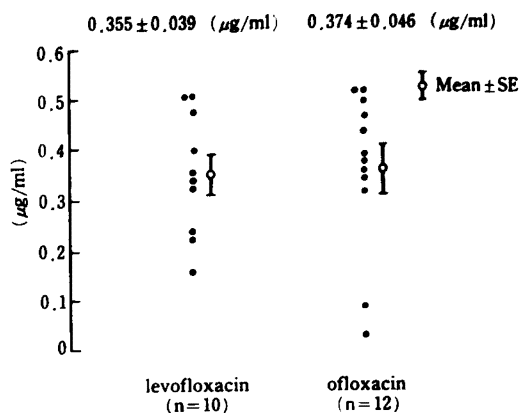 0.355±0.039 (μg/ml) 0.374±0.046 (μg/ml)
0.6
0.5
0.4
0.3
0.2
0.1
0
(μg/ml)
Mean±SE
levofloxacin
(n=10)
ofloxacin
(n=12)